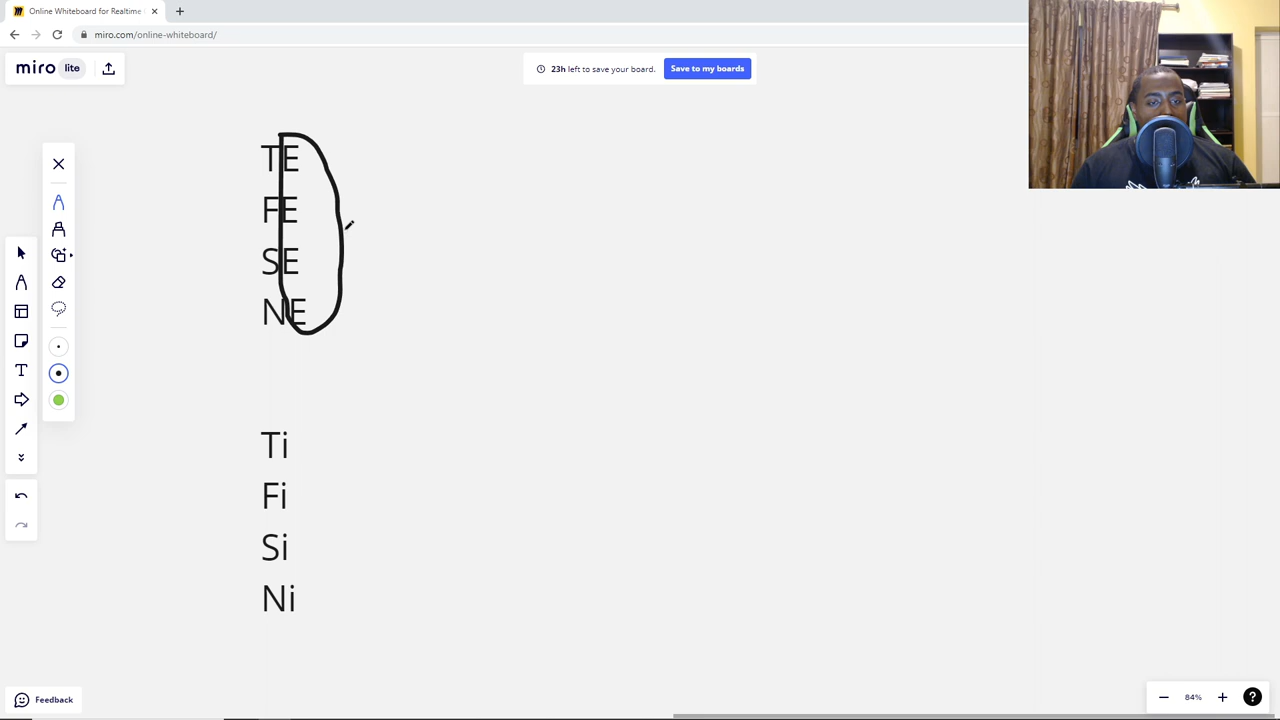 Online Whiteboard for Realtime
miro.com/online-whiteboard/
miro lite
23h left to save your board.
Save to my boards
TE
FE
SE
NE
Ti
Fi
Si
Ni
T
Feedback
84%
?